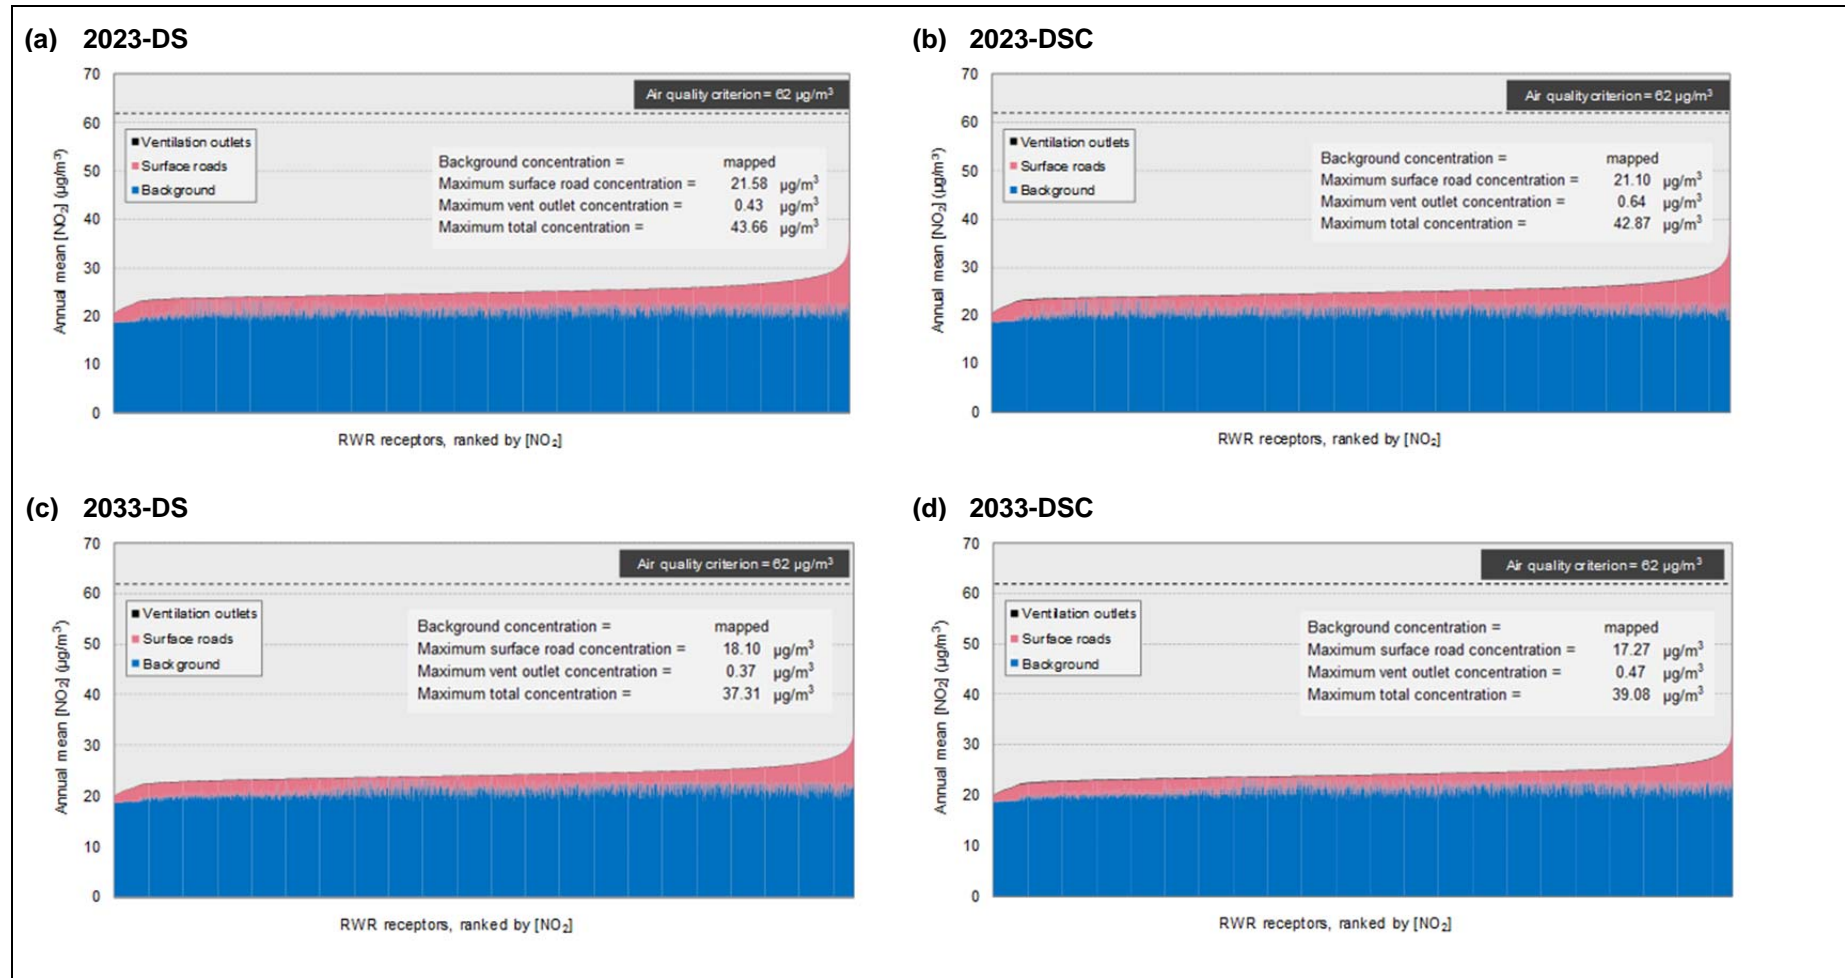 (a) 2023-DS
70
60
50
40
30
20
10
0
Annual mean [NO₂] (µg/m³)
Air quality criterion = 62 µg/m³
Ventilation outlets
Surface roads
Background
Background concentration = mapped
Maximum surface road concentration = 21.58 µg/m³
Maximum vent outlet concentration = 0.43 µg/m³
Maximum total concentration = 43.66 µg/m³
RWR receptors, ranked by [NO₂]
(b) 2023-DSC
70
60
50
40
30
20
10
0
Annual mean [NO₂] (µg/m³)
Air quality criterion = 62 µg/m³
Ventilation outlets
Surface roads
Background
Background concentration = mapped
Maximum surface road concentration = 21.10 µg/m³
Maximum vent outlet concentration = 0.64 µg/m³
Maximum total concentration = 42.87 µg/m³
RWR receptors, ranked by [NO₂]
(c) 2033-DS
70
60
50
40
30
20
10
0
Annual mean [NO₂] (µg/m³)
Air quality criterion = 62 µg/m³
Ventilation outlets
Surface roads
Background
Background concentration = mapped
Maximum surface road concentration = 18.10 µg/m³
Maximum vent outlet concentration = 0.37 µg/m³
Maximum total concentration = 37.31 µg/m³
RWR receptors, ranked by [NO₂]
(d) 2033-DSC
70
60
50
40
30
20
10
0
Annual mean [NO₂] (µg/m³)
Air quality criterion = 62 µg/m³
Ventilation outlets
Surface roads
Background
Background concentration = mapped
Maximum surface road concentration = 17.27 µg/m³
Maximum vent outlet concentration = 0.47 µg/m³
Maximum total concentration = 39.08 µg/m³
RWR receptors, ranked by [NO₂]